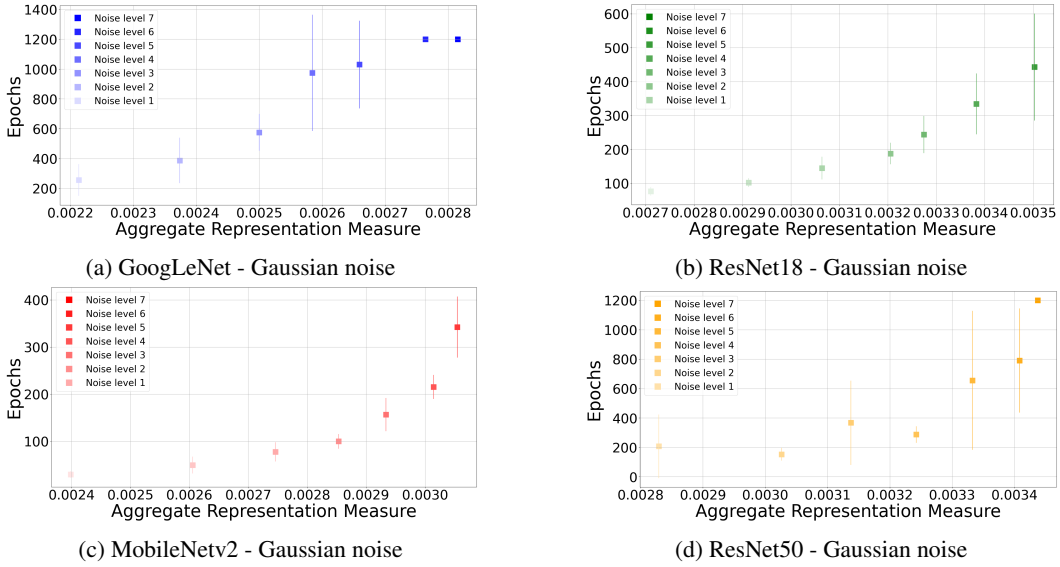 Epochs
1200
1000
800
600
400
200
Noise level 7
Noise level 6
Noise level 5
Noise level 4
Noise level 3
Noise level 2
Noise level 1
0.0022 0.0023 0.0024 0.0025 0.0026 0.0027 0.0028
Aggregate Representation Measure
(a) GoogLeNet - Gaussian noise
Epochs
600
500
400
300
200
100
Noise level 7
Noise level 6
Noise level 5
Noise level 4
Noise level 3
Noise level 2
Noise level 1
0.0027 0.0028 0.0029 0.0030 0.0031 0.0032 0.0033 0.0034 0.0035
Aggregate Representation Measure
(b) ResNet18 - Gaussian noise
Epochs
400
300
200
100
Noise level 7
Noise level 6
Noise level 5
Noise level 4
Noise level 3
Noise level 2
Noise level 1
0.0024 0.0025 0.0026 0.0027 0.0028 0.0029 0.0030
Aggregate Representation Measure
(c) MobileNetv2 - Gaussian noise
Epochs
1200
1000
800
600
400
200
0
Noise level 7
Noise level 6
Noise level 5
Noise level 4
Noise level 3
Noise level 2
Noise level 1
0.0028 0.0029 0.0030 0.0031 0.0032 0.0033 0.0034
Aggregate Representation Measure
(d) ResNet50 - Gaussian noise